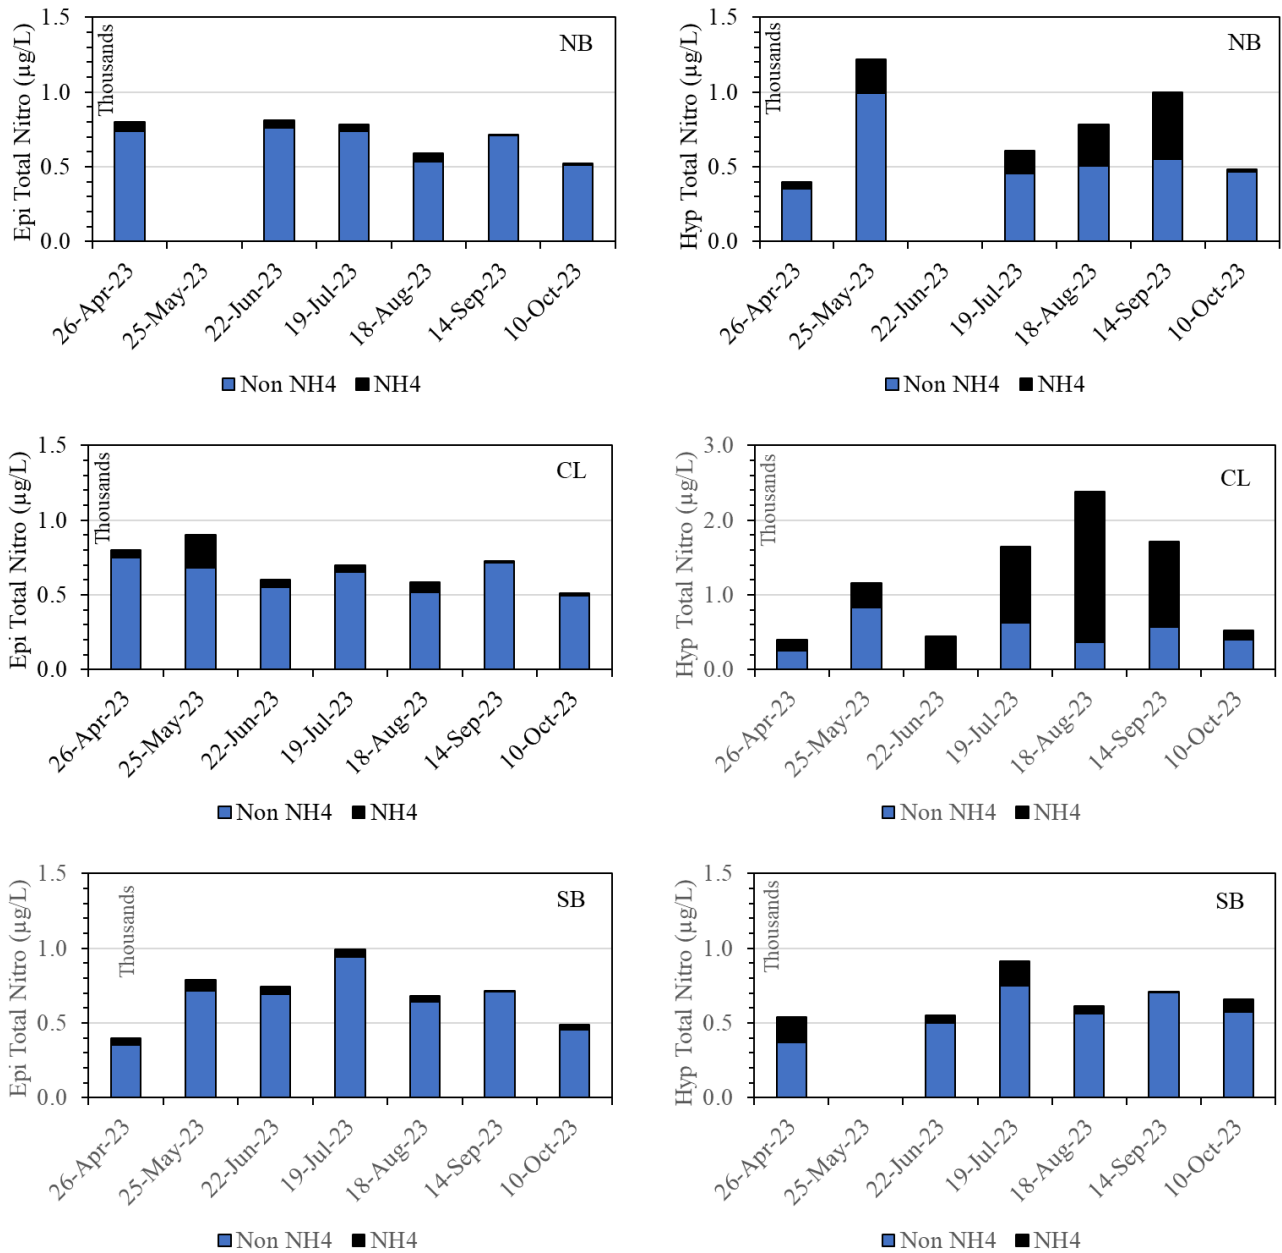 Epi Total Nitro (µg/L)
1.5
1.0
0.5
0.0
Thousands
NB
26-Apr-23
25-May-23
22-Jun-23
19-Jul-23
18-Aug-23
14-Sep-23
10-Oct-23
Non NH4 NH4
Hyp Total Nitro (µg/L)
1.5
1.0
0.5
0.0
Thousands
NB
26-Apr-23
25-May-23
22-Jun-23
19-Jul-23
18-Aug-23
14-Sep-23
10-Oct-23
Non NH4 NH4
Epi Total Nitro (µg/L)
1.5
1.0
0.5
0.0
Thousands
CL
26-Apr-23
25-May-23
22-Jun-23
19-Jul-23
18-Aug-23
14-Sep-23
10-Oct-23
Non NH4 NH4
Hyp Total Nitro (µg/L)
3.0
2.0
1.0
0.0
Thousands
CL
26-Apr-23
25-May-23
22-Jun-23
19-Jul-23
18-Aug-23
14-Sep-23
10-Oct-23
Non NH4 NH4
Epi Total Nitro (µg/L)
1.5
1.0
0.5
0.0
Thousands
SB
26-Apr-23
25-May-23
22-Jun-23
19-Jul-23
18-Aug-23
14-Sep-23
10-Oct-23
Non NH4 NH4
Hyp Total Nitro (µg/L)
1.5
1.0
0.5
0.0
Thousands
SB
26-Apr-23
25-May-23
22-Jun-23
19-Jul-23
18-Aug-23
14-Sep-23
10-Oct-23
Non NH4 NH4